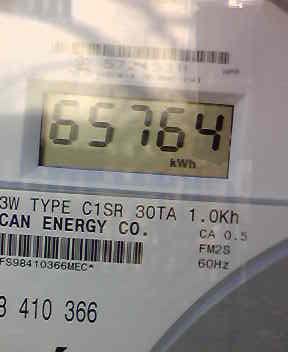 65764
kWh
3W TYPE C1SR 30TA 1.0Kh
CAN ENERGY CO.
CA 0.5
FM2S
60Hz
FS98410366MEC*
8 410 366